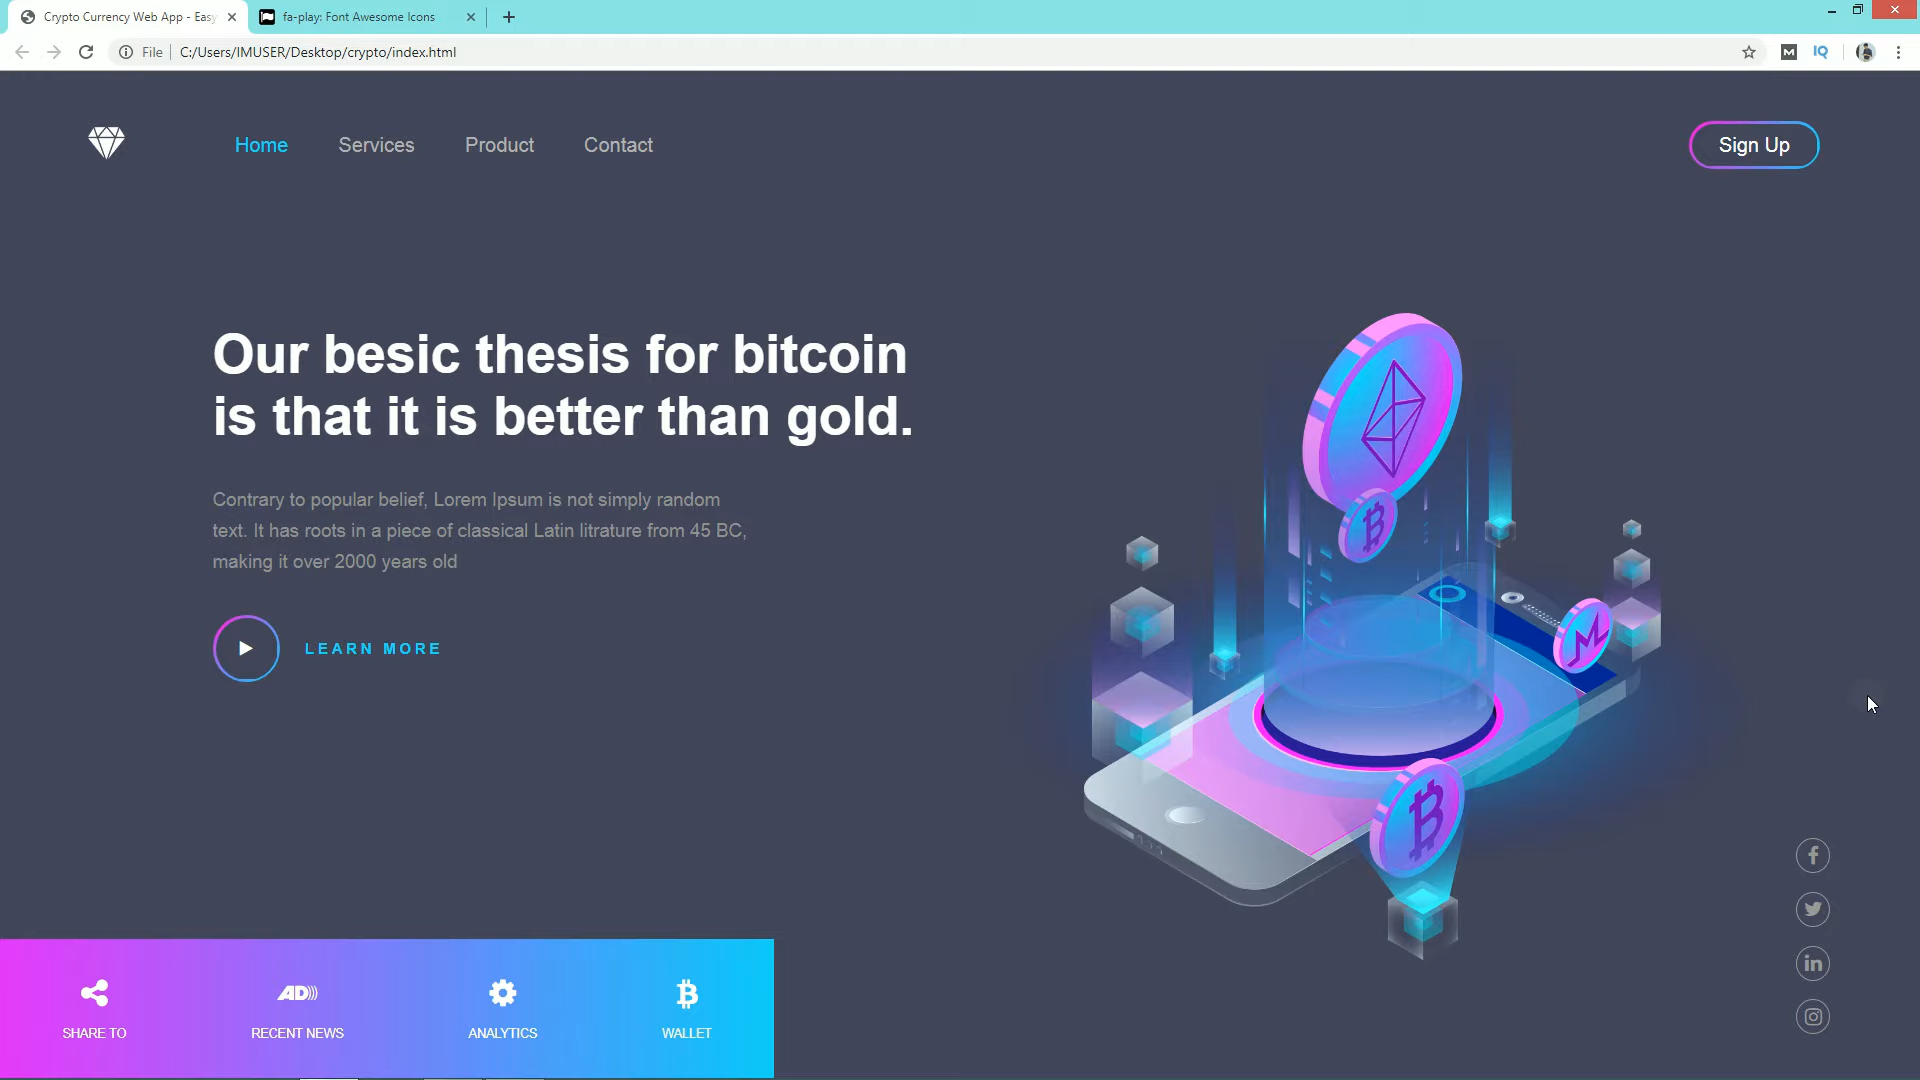 Crypto Currency Web App - Easy
fa-play: Font Awesome Icons
File
C:/Users/IMUSER/Desktop/crypto/index.html
M
IQ
Home
Services
Product
Contact
Sign Up
Our besic thesis for bitcoin
is that it is better than gold.
Contrary to popular belief, Lorem Ipsum is not simply random
text. It has roots in a piece of classical Latin litrature from 45 BC,
making it over 2000 years old
LEARN MORE
SHARE TO
AD
RECENT NEWS
ANALYTICS
WALLET